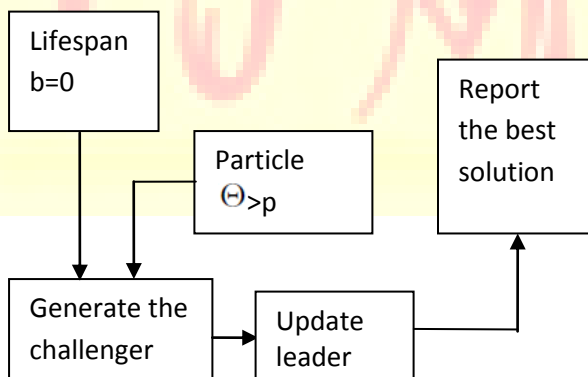 Lifespan
b=0
Particle
Θ>p
Report
the best
solution
Generate the
challenger
Update
leader